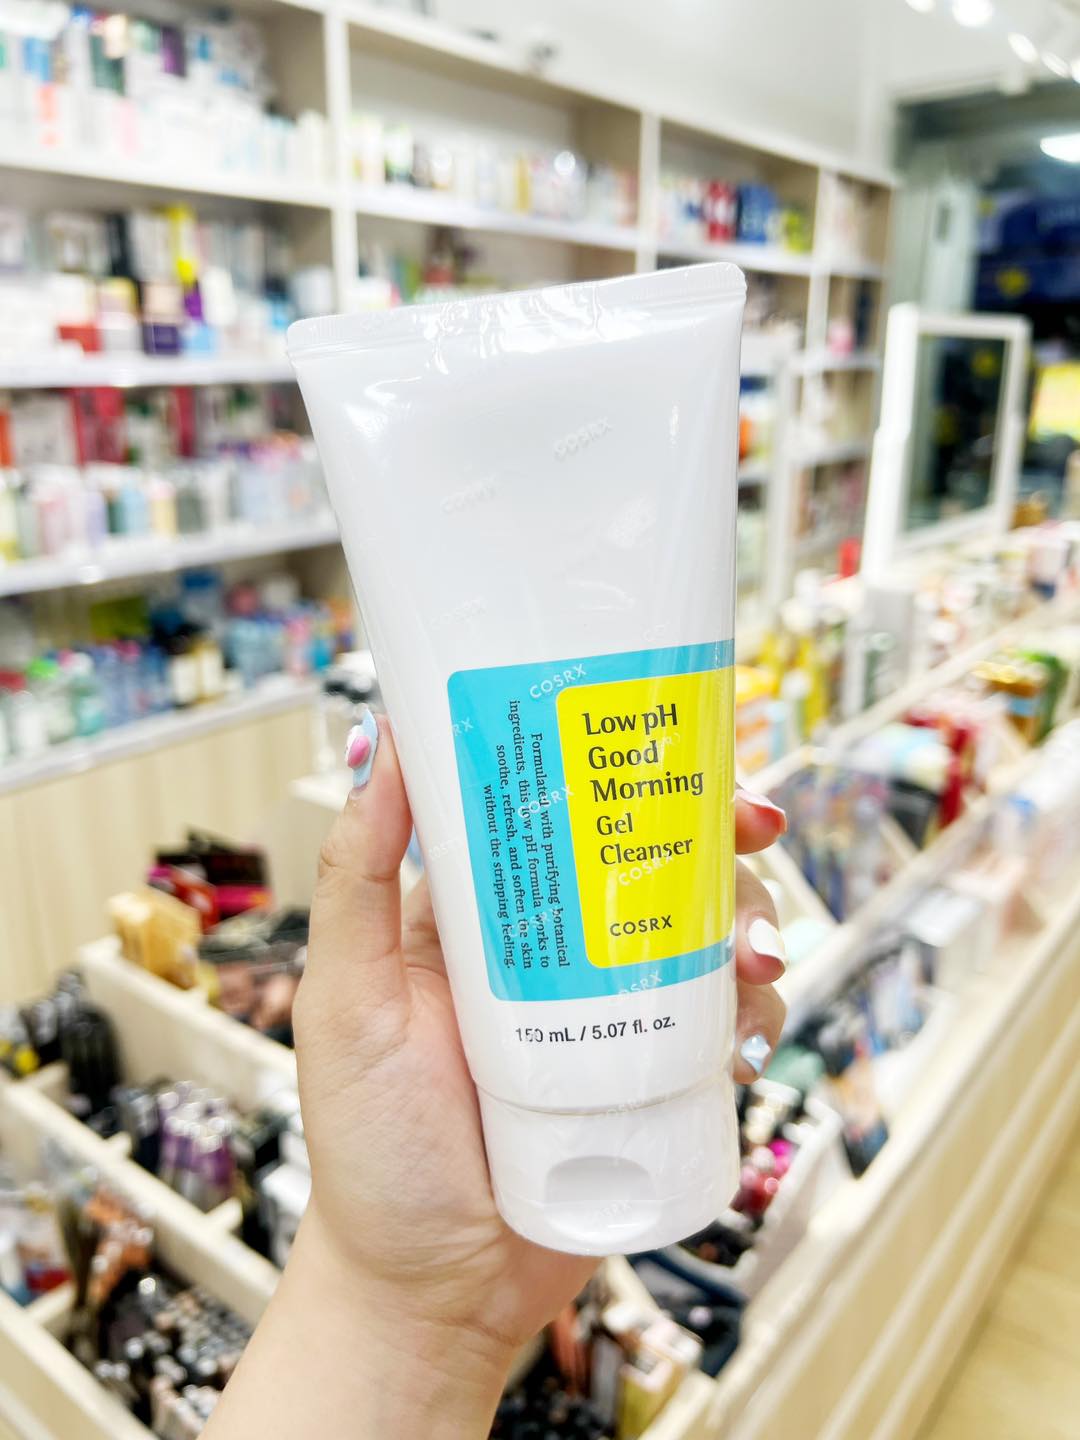 COSRX
Low pH
Good
Morning
Gel
Cleanser
COSRX
Formulated with purifying botanical
ingredients, this low pH formula works to
soothe, refresh, and soften the skin
without the stripping feeling.
150 mL / 5.07 fl. oz.